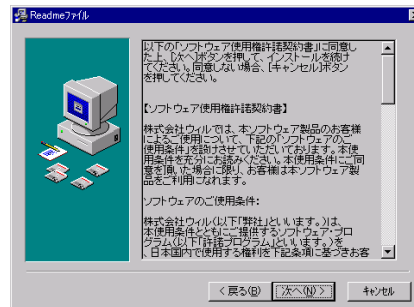 Readmeファイル
以下の「ソフトウェア使用権許諾契約書」に同意し
た上、[次へ]ボタンを押して、インストールを続け
てください。同意しない場合、[キャンセル]ボタン
を押してください。
【ソフトウェア使用権許諾契約書】
株式会社ウィルでは、本ソフトウェア製品のお客様
によるご使用について、下記の「ソフトウェアのご
使用条件」を設けさせていただいております。本使
用条件を充分にお読みください。本使用条件にご同
意を頂いた場合に限り、お客様は本ソフトウェア製
品をご利用になれます。
ソフトウェアのご使用条件:
株式会社ウィル(以下「弊社」といいます。)は、
本使用条件とともにご提供するソフトウェア・プロ
グラム(以下「許諾プログラム」といいます。)を
、日本国内で使用する権利を下記条項に基づきお客
< 戻る(B)
次へ(N) >
キャンセル